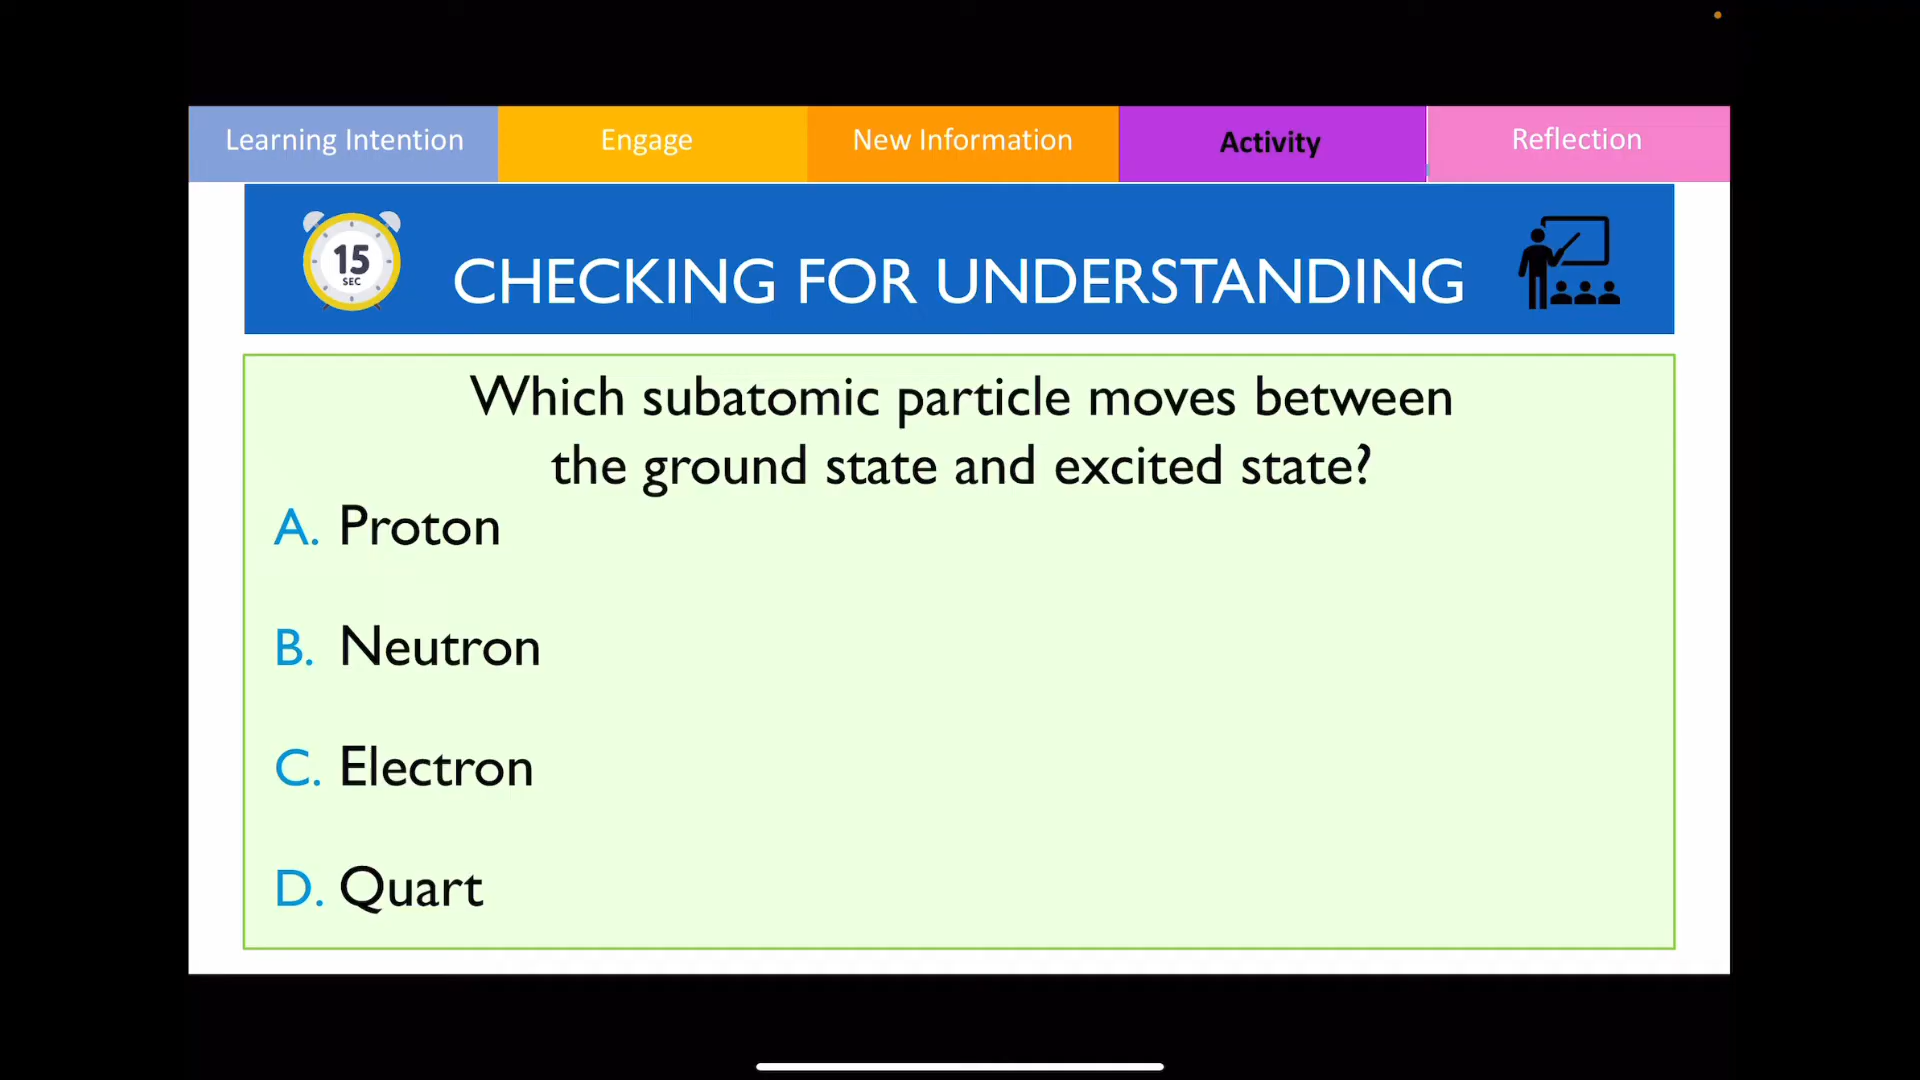 Learning Intention
Engage
New Information
Activity
Reflection
15
SEC
CHECKING FOR UNDERSTANDING
Which subatomic particle moves between
the ground state and excited state?
A. Proton
B. Neutron
C. Electron
D. Quart